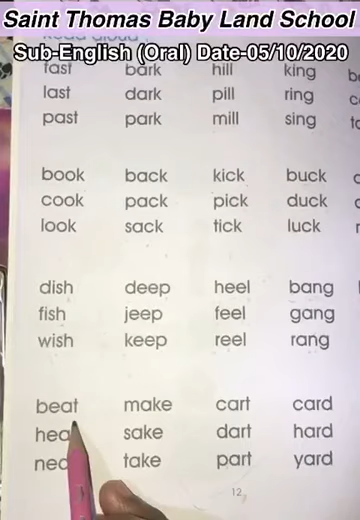 Saint Thomas Baby Land School
Sub-English (Oral) Date-05/10/2020
fast bark hill king
last dark pill ring
past park mill sing
book back kick buck
cook pack pick duck
look sack tick luck
dish deep heel bang
fish jeep feel gang
wish keep reel rang
beat make cart card
sake dart hard
take part yard
12